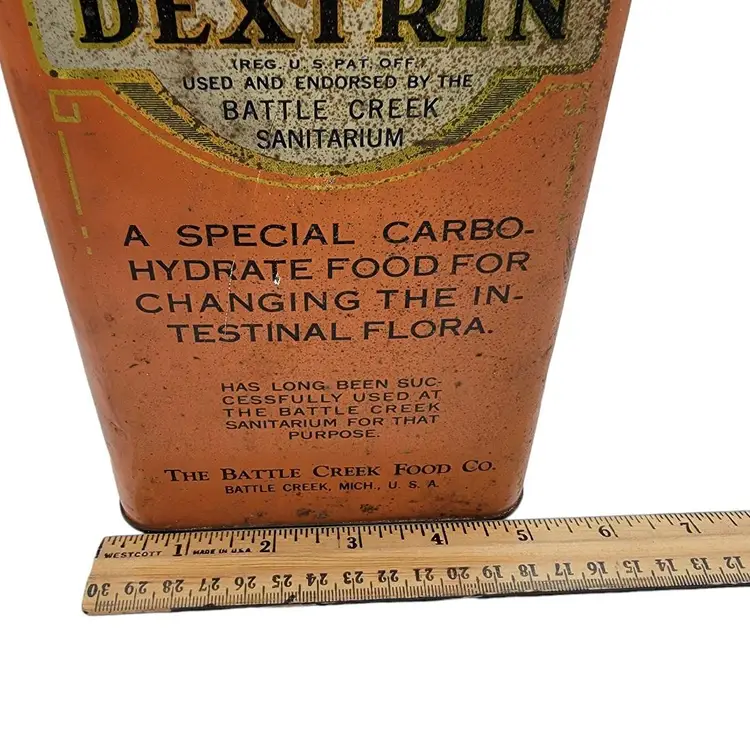 DEXTRIN
(REG. U. S. PAT. OFF.)
USED AND ENDORSED BY THE
BATTLE CREEK
SANITARIUM
A SPECIAL CARBO-
HYDRATE FOOD FOR
CHANGING THE IN-
TESTINAL FLORA.
HAS LONG BEEN SUC-
CESSFULLY USED AT
THE BATTLE CREEK
SANITARIUM FOR THAT
PURPOSE.
THE BATTLE CREEK FOOD CO.
BATTLE CREEK, MICH., U. S. A.
WESTCOTT 1 MADE IN U.S.A. 2 3 4 5 6 7
30 29 28 27 26 25 24 23 22 21 20 19 18 17 16 15 14 13 12